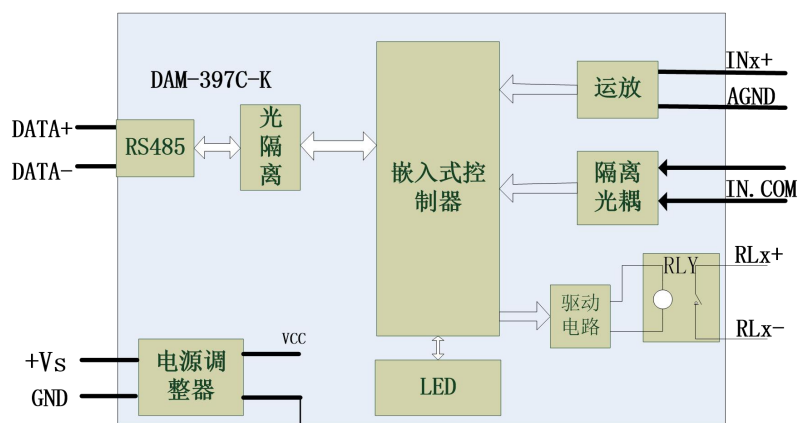 DAM-397C-K
INx+
运放
AGND
DATA+
RS485
光
隔
离
DATA-
嵌入式控
制器
隔离
光耦
IN.COM
RLY
RLx+
驱动
电路
RLx-
VCC
+Vs
电源调
整器
GND
LED